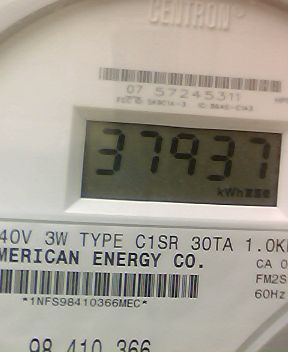 CENTRON®
07 57245311
37937
kWh
40V 3W TYPE C1SR 30TA 1.0K
MERICAN ENERGY CO.
CA 0
FM2S
60Hz
*1NFS98410366MEC*
98 410 366